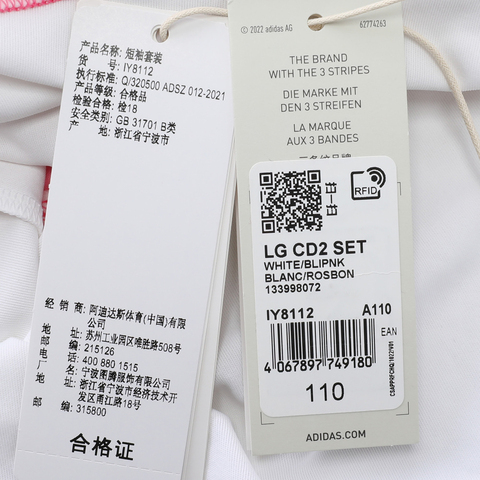 产品名称: 短袖套装
货 号: IY8112
执行标准: Q/320500 ADSZ 012-2021
产品等级: 合格品
检验合格: 检18
安全类别: GB 31701 B类
产 地: 浙江省宁波市
经 销 商: 阿迪达斯体育(中国)有限公司
地 址: 苏州工业园区唯胜路508号
邮 编: 215126
电 话: 400 880 1515
厂 名: 宁波图腾服饰有限公司
地 址: 浙江省宁波市经济技术开发区甬江路18号
邮 编: 315800
合格证
© 2022 adidas AG
62774263
THE BRAND
WITH THE 3 STRIPES
DIE MARKE MIT
DEN 3 STREIFEN
LA MARQUE
AUX 3 BANDES
RFID
LG CD2 SET
WHITE/BLIPNK
BLANC/ROSBON
133998072
IY8112 A110
EAN
4 067897 749180
110
ADIDAS.COM